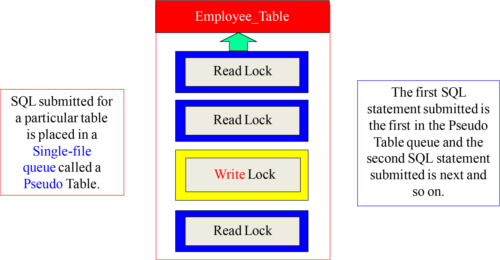 Employee_Table
Read Lock
Read Lock
Write Lock
Read Lock
SQL submitted for
a particular table
is placed in a
Single-file
queue called a
Pseudo Table.
The first SQL
statement submitted is
the first in the Pseudo
Table queue and the
second SQL statement
submitted is next and
so on.